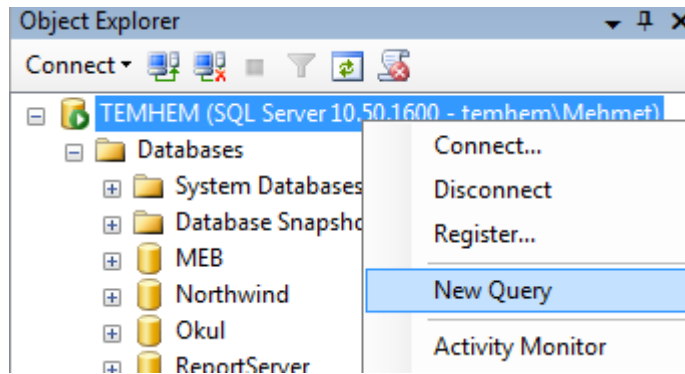 Object Explorer
Connect
TEMHEM (SQL Server 10.50.1600 - temhem\Mehmet)
Databases
System Databases
Database Snapsho
MEB
Northwind
Okul
ReportServer
Connect...
Disconnect
Register...
New Query
Activity Monitor